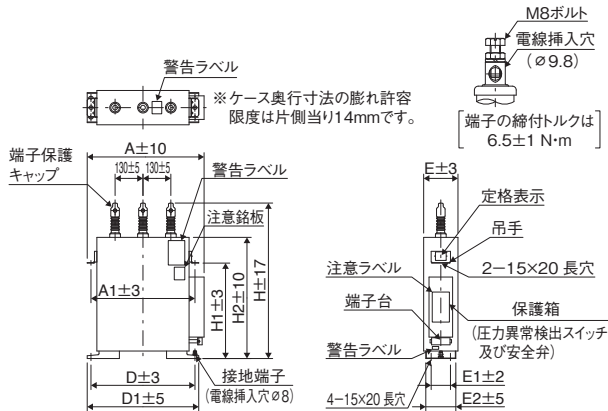 M8ボルト
電線挿入穴
(ø9.8)
端子の締付トルクは
6.5±1 N・m
警告ラベル
※ケース奥行寸法の膨れ許容
限度は片側当り14mmです。
A±10
130±5
130±5
端子保護
キャップ
警告ラベル
注意銘板
A1±3
H1±3
H2±10
H±17
D±3
D1±5
接地端子
(電線挿入穴ø8)
E±3
定格表示
吊手
2−15×20 長穴
注意ラベル
端子台
保護箱
(圧力異常検出スイッチ
及び安全弁)
警告ラベル
4−15×20 長穴
E1±2
E2±5